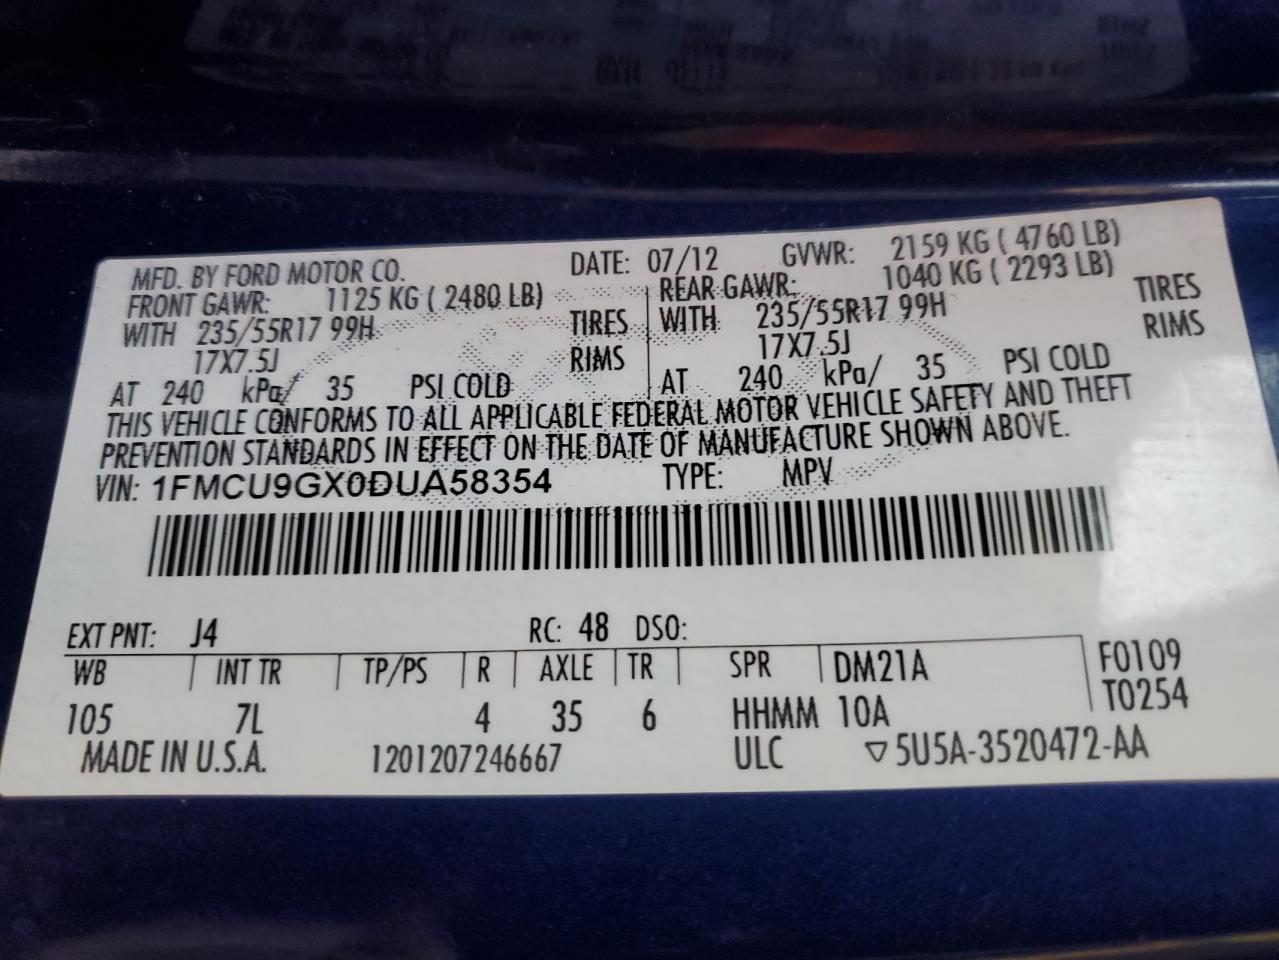 MFD. BY FORD MOTOR CO. DATE: 07/12 GVWR: 2159 KG ( 4760 LB)
FRONT GAWR: 1125 KG ( 2480 LB) REAR GAWR: 1040 KG ( 2293 LB)
WITH 235/55R17 99H TIRES WITH 235/55R17 99H TIRES
17X7.5J RIMS 17X7.5J RIMS
AT 240 kPa/ 35 PSI COLD AT 240 kPa/ 35 PSI COLD
THIS VEHICLE CONFORMS TO ALL APPLICABLE FEDERAL MOTOR VEHICLE SAFETY AND THEFT
PREVENTION STANDARDS IN EFFECT ON THE DATE OF MANUFACTURE SHOWN ABOVE.
VIN: 1FMCU9GX0DUA58354 TYPE: MPV
EXT PNT: J4 RC: 48 DSO:
WB INT TR TP/PS R AXLE TR SPR DM21A F0109
105 7L 4 35 6 HHMM 10A T0254
MADE IN U.S.A. 1201207246667 ULC ▽5U5A-3520472-AA